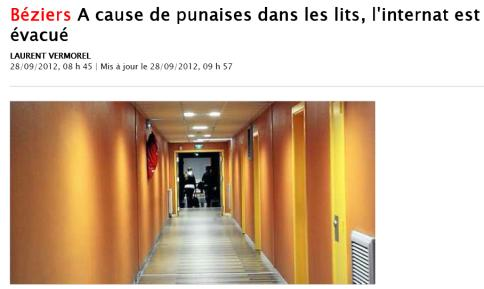 Béziers A cause de punaises dans les lits, l'internat est
évacué
LAURENT VERMOREL
28/09/2012, 08 h 45 | Mis à jour le 28/09/2012, 09 h 57